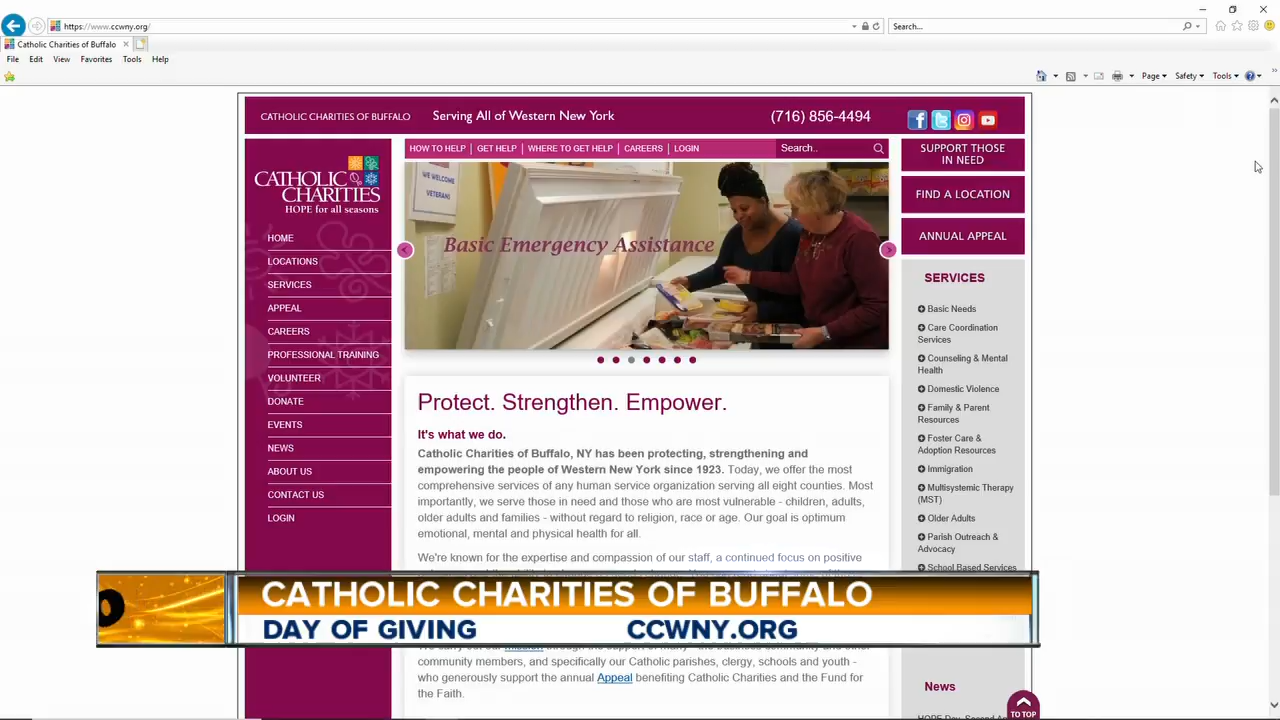 https://www.ccwny.org/
Search...
Catholic Charities of Buffalo
File Edit View Favorites Tools Help
Page Safety Tools
CATHOLIC CHARITIES OF BUFFALO
Serving All of Western New York
(716) 856-4494
HOW TO HELP | GET HELP | WHERE TO GET HELP | CAREERS | LOGIN
Search..
SUPPORT THOSE
IN NEED
FIND A LOCATION
ANNUAL APPEAL
CATHOLIC
CHARITIES
HOPE for all seasons
HOME
LOCATIONS
SERVICES
APPEAL
CAREERS
PROFESSIONAL TRAINING
VOLUNTEER
DONATE
EVENTS
NEWS
ABOUT US
CONTACT US
LOGIN
WE WELCOME
VETERANS
Basic Emergency Assistance
Protect. Strengthen. Empower.
It's what we do.
Catholic Charities of Buffalo, NY has been protecting, strengthening and
empowering the people of Western New York since 1923. Today, we offer the most
comprehensive services of any human service organization serving all eight counties. Most
importantly, we serve those in need and those who are most vulnerable - children, adults,
older adults and families - without regard to religion, race or age. Our goal is optimum
emotional, mental and physical health for all.
We're known for the expertise and compassion of our staff, a continued focus on positive
SERVICES
Basic Needs
Care Coordination
Services
Counseling & Mental
Health
Domestic Violence
Family & Parent
Resources
Foster Care &
Adoption Resources
Immigration
Multisystemic Therapy
(MST)
Older Adults
Parish Outreach &
Advocacy
School Based Services
CATHOLIC CHARITIES OF BUFFALO
DAY OF GIVING CCWNY.ORG
community members, and specifically our Catholic parishes, clergy, schools and youth -
who generously support the annual Appeal benefiting Catholic Charities and the Fund for
the Faith.
News
TO TOP